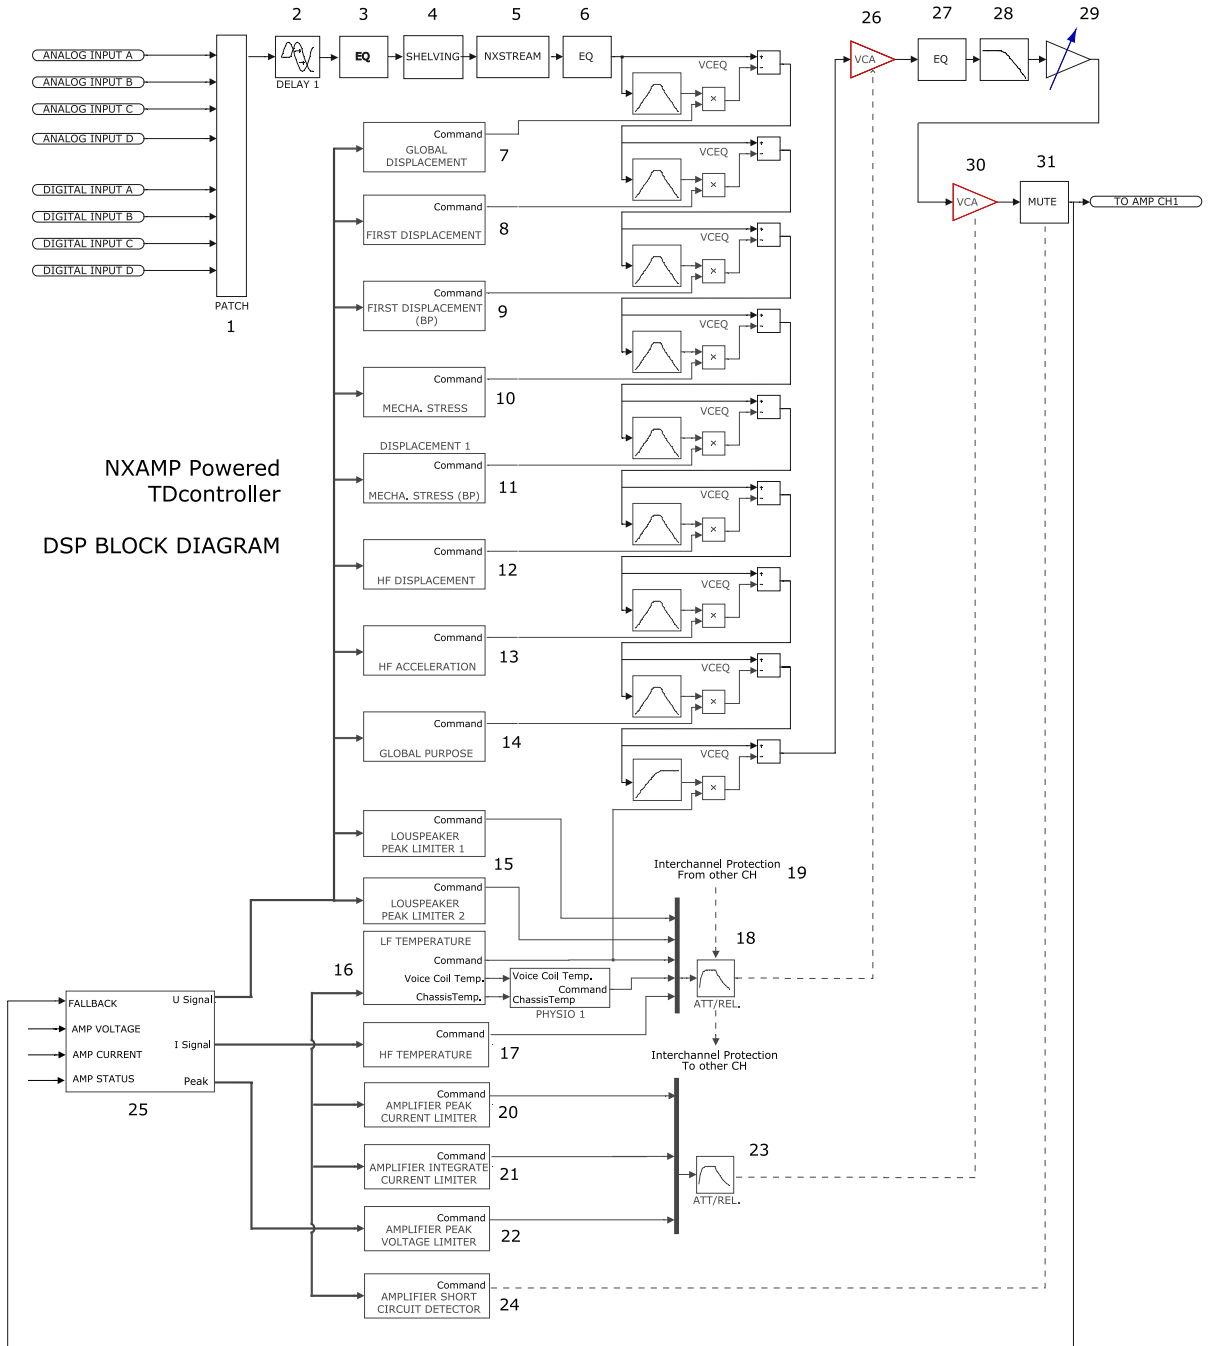 2
3
4
5
6
26
27
28
29
ANALOG INPUT A
ANALOG INPUT B
ANALOG INPUT C
ANALOG INPUT D
DIGITAL INPUT A
DIGITAL INPUT B
DIGITAL INPUT C
DIGITAL INPUT D
PATCH
1
DELAY 1
EQ
SHELVING
NXSTREAM
EQ
VCEQ
+
−
×
VCA
×
EQ
30
31
VCA
MUTE
TO AMP CH1
Command
GLOBAL
DISPLACEMENT
7
VCEQ
+
−
×
Command
FIRST DISPLACEMENT
8
VCEQ
+
−
×
Command
FIRST DISPLACEMENT
(BP)
9
VCEQ
+
−
×
Command
MECHA. STRESS
10
VCEQ
+
−
×
DISPLACEMENT 1
Command
MECHA. STRESS (BP)
11
VCEQ
+
−
×
NXAMP Powered
TDcontroller
DSP BLOCK DIAGRAM
Command
HF DISPLACEMENT
12
VCEQ
+
−
×
Command
HF ACCELERATION
13
VCEQ
+
−
×
Command
GLOBAL PURPOSE
14
VCEQ
+
−
×
Command
LOUSPEAKER
PEAK LIMITER 1
15
Command
LOUSPEAKER
PEAK LIMITER 2
Interchannel Protection
From other CH
19
LF TEMPERATURE
Command
Voice Coil Temp.
ChassisTemp.
16
Voice Coil Temp.
Command
ChassisTemp
PHYSIO 1
18
ATT/REL.
Command
HF TEMPERATURE
17
Interchannel Protection
To other CH
FALLBACK
AMP VOLTAGE
AMP CURRENT
AMP STATUS
U Signal
I Signal
Peak
25
Command
AMPLIFIER PEAK
CURRENT LIMITER
20
Command
AMPLIFIER INTEGRATE
CURRENT LIMITER
21
23
ATT/REL.
Command
AMPLIFIER PEAK
VOLTAGE LIMITER
22
Command
AMPLIFIER SHORT
CIRCUIT DETECTOR
24